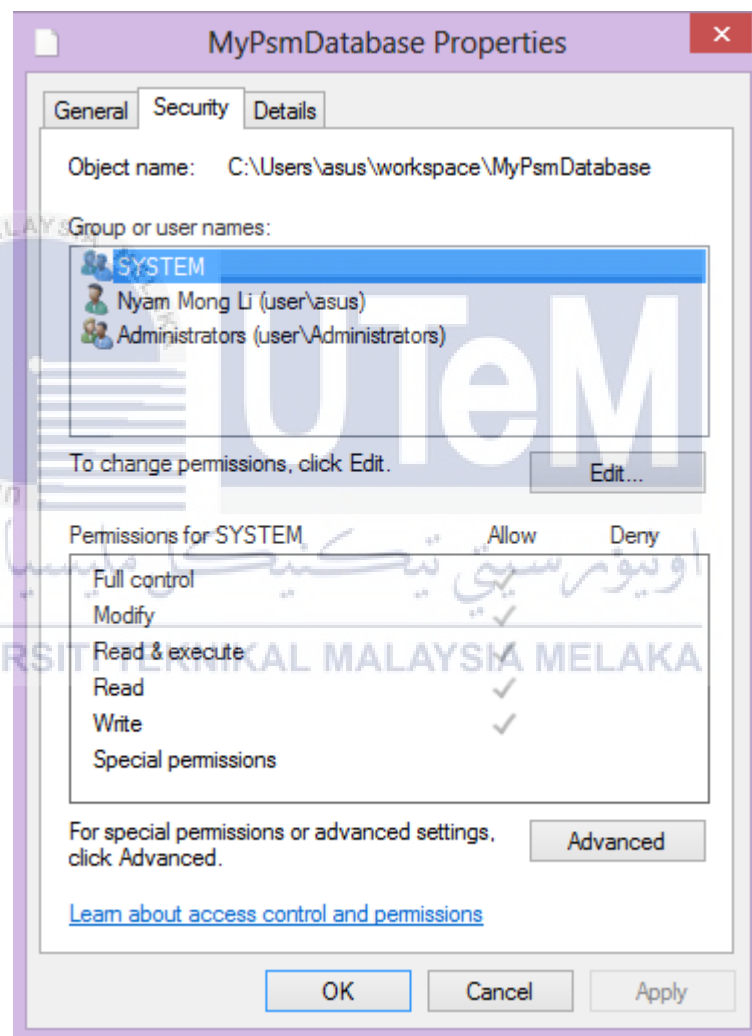 MyPsmDatabase Properties
General Security Details
Object name: C:\Users\asus\workspace\MyPsmDatabase
Group or user names:
SYSTEM
Nyam Mong Li (user\asus)
Administrators (user\Administrators)
UTeM
To change permissions, click Edit.
Edit...
Permissions for SYSTEM Allow Deny
اونيۏرسيتي تيكنيكل مليسيا
Full control
Modify
Read & execute
RSITI TEKNIKAL MALAYSIA MELAKA
Read
Write
Special permissions
For special permissions or advanced settings,
click Advanced.
Advanced
Learn about access control and permissions
OK Cancel Apply